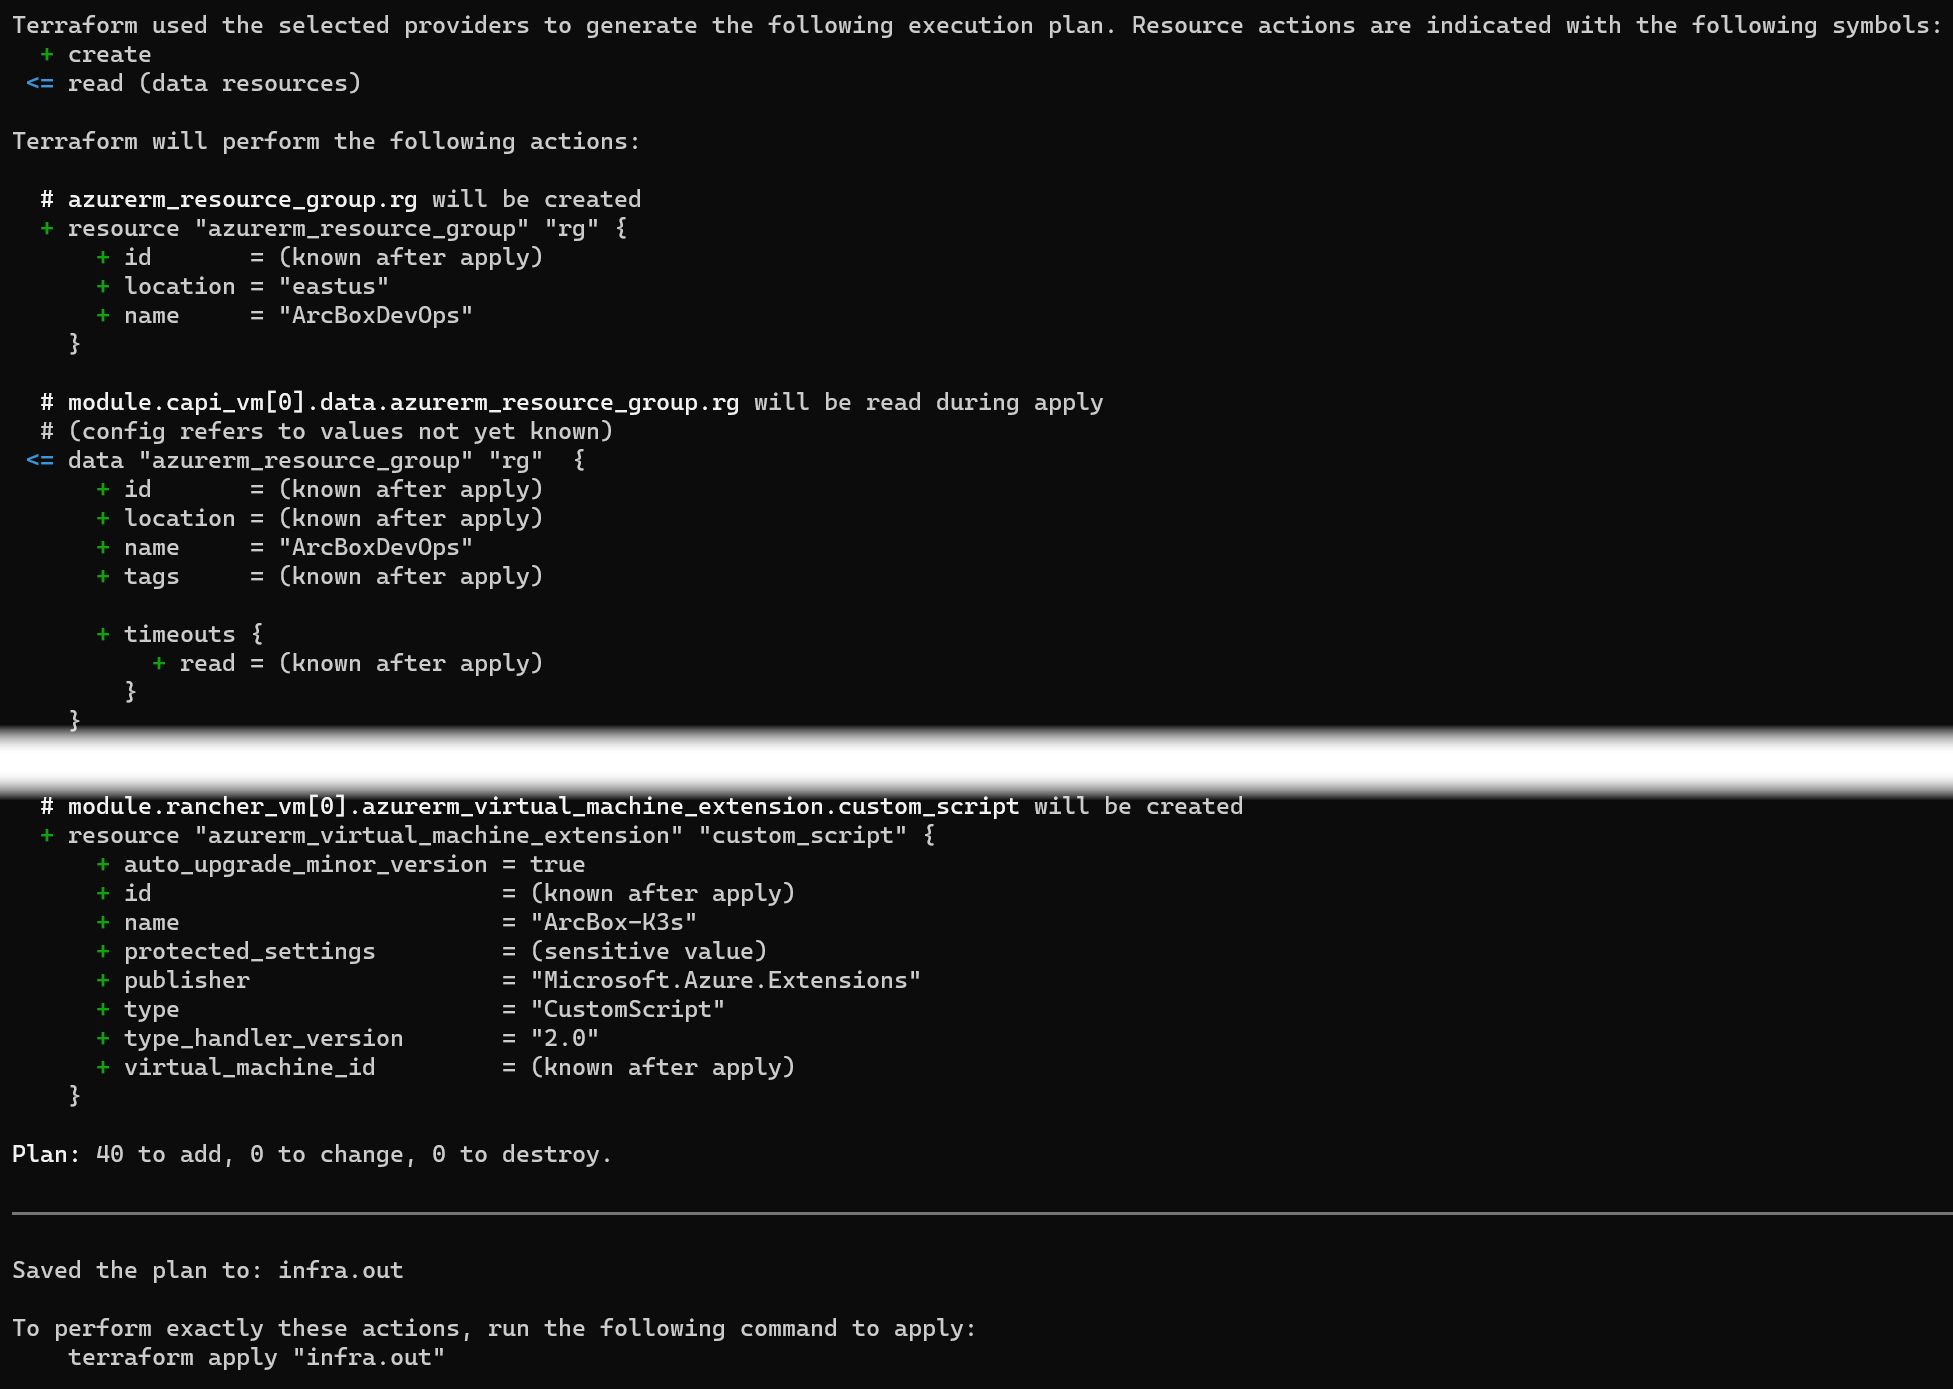 Terraform used the selected providers to generate the following execution plan. Resource actions are indicated with the following symbols:
  + create
 <= read (data resources)

Terraform will perform the following actions:

  # azurerm_resource_group.rg will be created
  + resource "azurerm_resource_group" "rg" {
      + id       = (known after apply)
      + location = "eastus"
      + name     = "ArcBoxDevOps"
    }

  # module.capi_vm[0].data.azurerm_resource_group.rg will be read during apply
  # (config refers to values not yet known)
 <= data "azurerm_resource_group" "rg"  {
      + id       = (known after apply)
      + location = (known after apply)
      + name     = "ArcBoxDevOps"
      + tags     = (known after apply)

      + timeouts {
          + read = (known after apply)
        }
    }
  # module.rancher_vm[0].azurerm_virtual_machine_extension.custom_script will be created
  + resource "azurerm_virtual_machine_extension" "custom_script" {
      + auto_upgrade_minor_version = true
      + id                         = (known after apply)
      + name                       = "ArcBox-K3s"
      + protected_settings         = (sensitive value)
      + publisher                  = "Microsoft.Azure.Extensions"
      + type                       = "CustomScript"
      + type_handler_version       = "2.0"
      + virtual_machine_id         = (known after apply)
    }

Plan: 40 to add, 0 to change, 0 to destroy.

Saved the plan to: infra.out

To perform exactly these actions, run the following command to apply:
    terraform apply "infra.out"